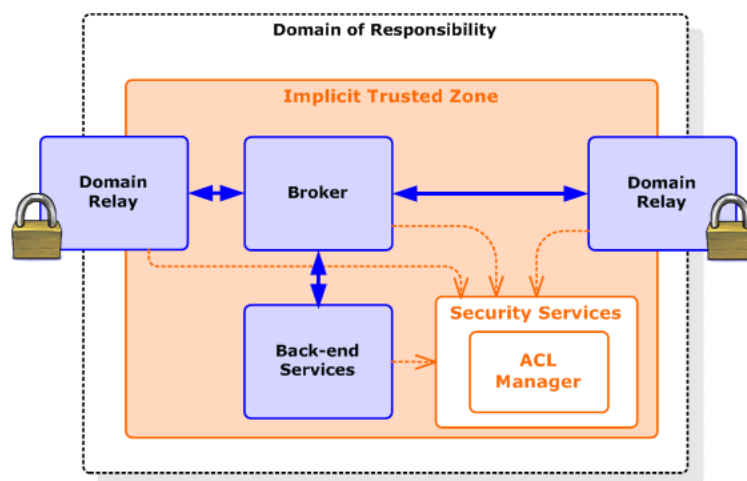 Domain of Responsibility
Implicit Trusted Zone
Domain
Relay
Broker
Domain
Relay
Back-end
Services
Security Services
ACL
Manager